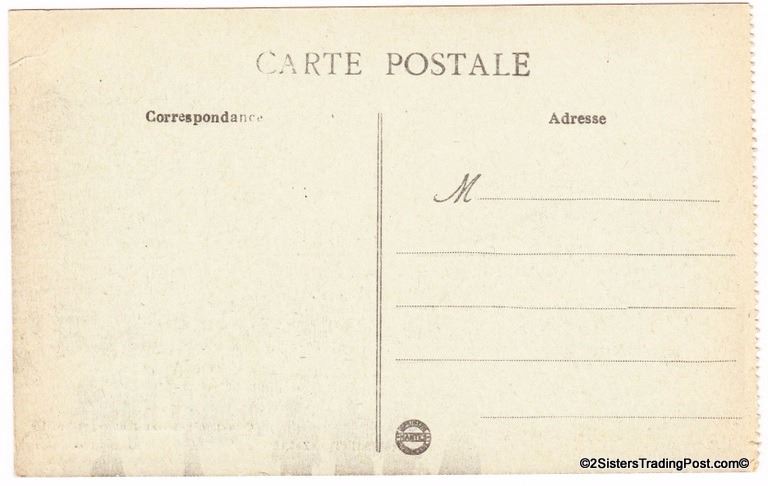 CARTE POSTALE
Correspondance
Adresse
M
©2SistersTradingPost.com©